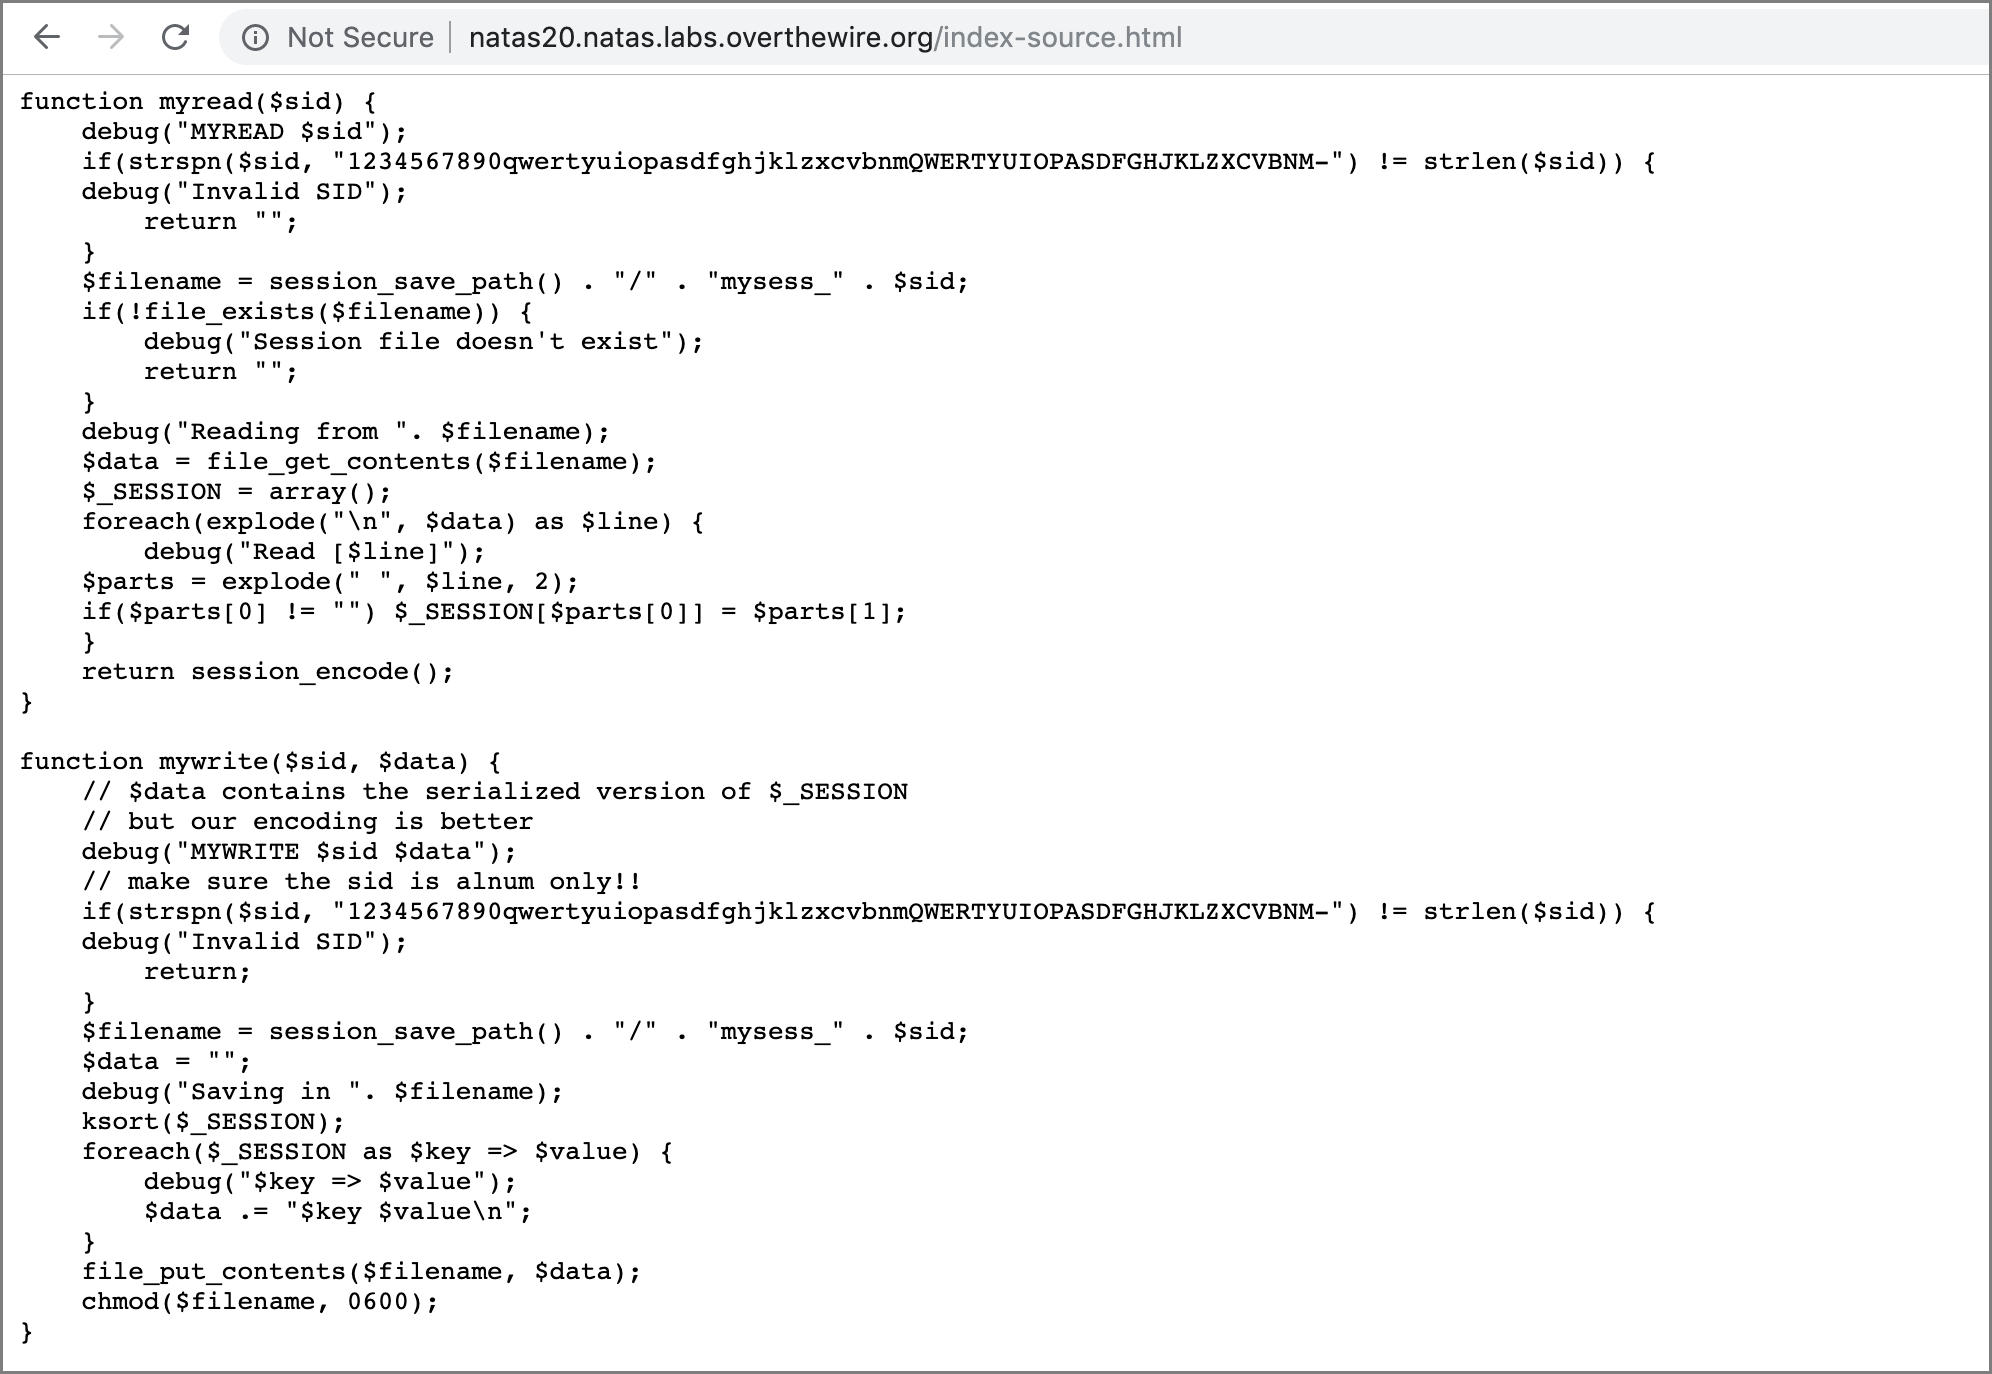 Not Secure | natas20.natas.labs.overthewire.org/index-source.html
function myread($sid) {
    debug("MYREAD $sid");
    if(strspn($sid, "1234567890qwertyuiopasdfghjklzxcvbnmQWERTYUIOPASDFGHJKLZXCVBNM-") != strlen($sid)) {
    debug("Invalid SID");
        return "";
    }
    $filename = session_save_path() . "/" . "mysess_" . $sid;
    if(!file_exists($filename)) {
        debug("Session file doesn't exist");
        return "";
    }
    debug("Reading from ". $filename);
    $data = file_get_contents($filename);
    $_SESSION = array();
    foreach(explode("\n", $data) as $line) {
        debug("Read [$line]");
    $parts = explode(" ", $line, 2);
    if($parts[0] != "") $_SESSION[$parts[0]] = $parts[1];
    }
    return session_encode();
}

function mywrite($sid, $data) {
    // $data contains the serialized version of $_SESSION
    // but our encoding is better
    debug("MYWRITE $sid $data");
    // make sure the sid is alnum only!!
    if(strspn($sid, "1234567890qwertyuiopasdfghjklzxcvbnmQWERTYUIOPASDFGHJKLZXCVBNM-") != strlen($sid)) {
    debug("Invalid SID");
        return;
    }
    $filename = session_save_path() . "/" . "mysess_" . $sid;
    $data = "";
    debug("Saving in ". $filename);
    ksort($_SESSION);
    foreach($_SESSION as $key => $value) {
        debug("$key => $value");
        $data .= "$key $value\n";
    }
    file_put_contents($filename, $data);
    chmod($filename, 0600);
}